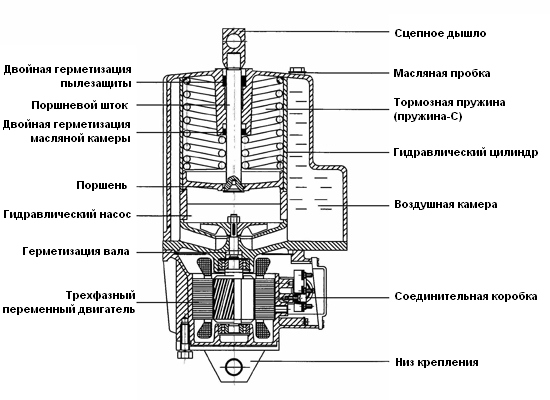 Сцепное дышло
Двойная герметизация
пылезащиты
Поршневой шток
Двойная герметизация
масляной камеры
Поршень
Гидравлический насос
Герметизация вала
Трехфазный
переменный двигатель
Масляная пробка
Тормозная пружина
(пружина-С)
Гидравлический цилиндр
Воздушная камера
Соединительная коробка
Низ крепления